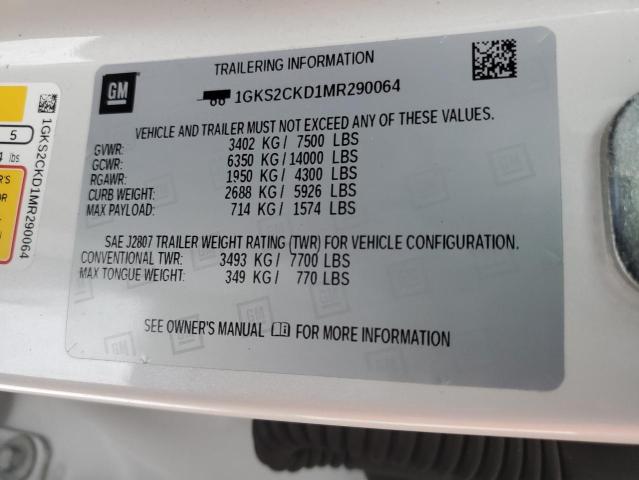 GM
TRAILERING INFORMATION
1GKS2CKD1MR290064
VEHICLE AND TRAILER MUST NOT EXCEED ANY OF THESE VALUES.
GVWR: 3402 KG/ 7500 LBS
GCWR: 6350 KG/ 14000 LBS
RGAWR: 1950 KG/ 4300 LBS
CURB WEIGHT: 2688 KG/ 5926 LBS
MAX PAYLOAD: 714 KG/ 1574 LBS
SAE J2807 TRAILER WEIGHT RATING (TWR) FOR VEHICLE CONFIGURATION.
CONVENTIONAL TWR: 3493 KG/ 7700 LBS
MAX TONGUE WEIGHT: 349 KG/ 770 LBS
SEE OWNER'S MANUAL FOR MORE INFORMATION
1GKS2CKD1MR290064
5
lbs